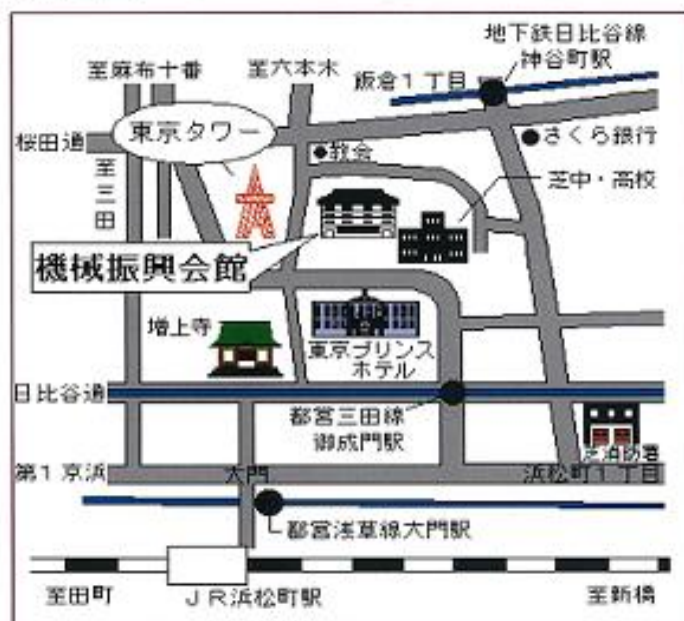 地下鉄日比谷線
神谷町駅
至麻布十番
至六本木
飯倉1丁目
東京タワー
桜田通
至三田
教会
さくら銀行
芝中・高校
機械振興会館
増上寺
東京プリンス
ホテル
日比谷通
都営三田線
御成門駅
芝消防署
第1京浜
大門
浜松町1丁目
都営浅草線大門駅
至田町
JR浜松町駅
至新橋